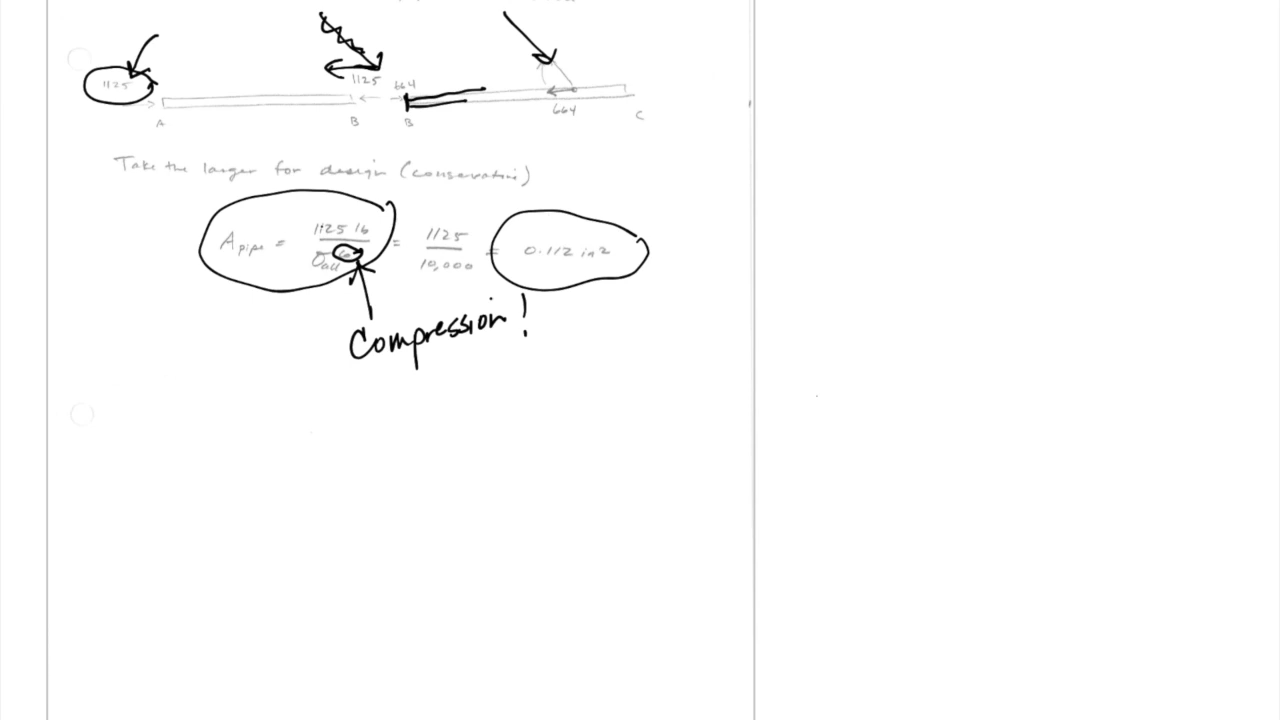 1125
1125
664
A
B
B
664
C
Take the larger for design (conservative)
A pipe = 1125 lb / σall = 1125 / 10,000 = 0.112 in²
Compression!